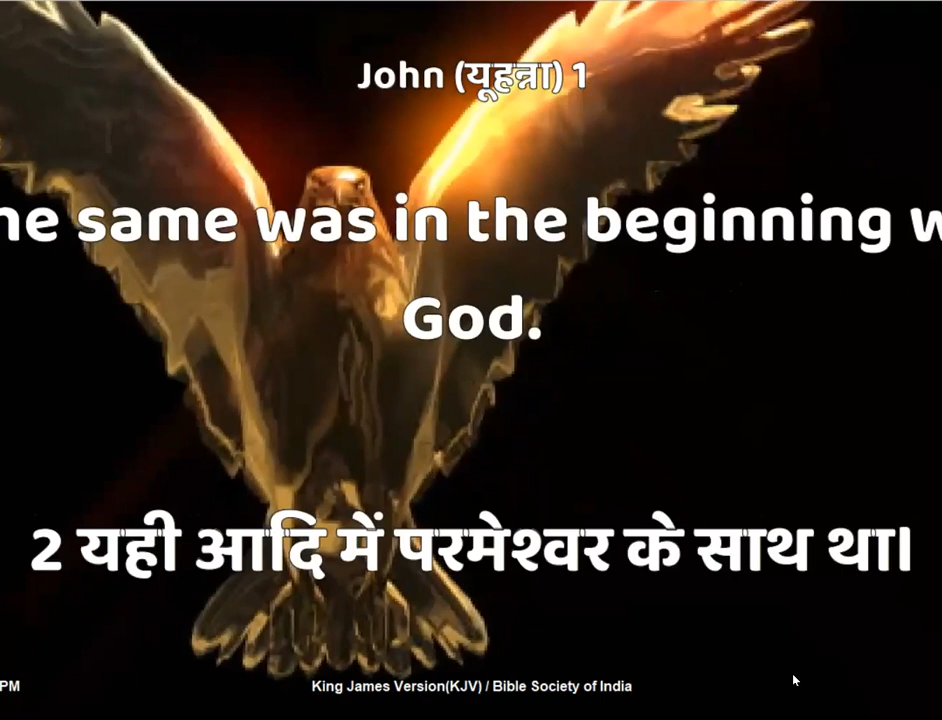 John (यूहन्ना) 1
same was in the beginning
God.
2 यही आदि में परमेश्वर के साथ था।
PM
King James Version(KJV) / Bible Society of India